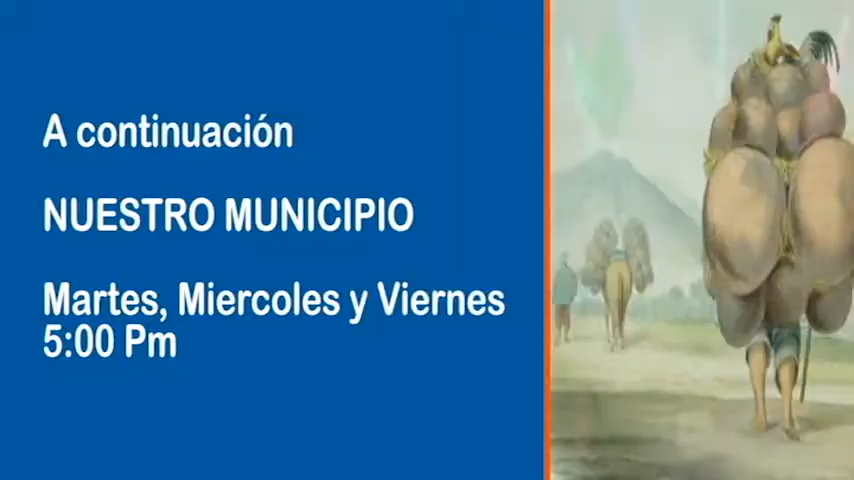 A continuación
NUESTRO MUNICIPIO
Martes, Miercoles y Viernes
5:00 Pm